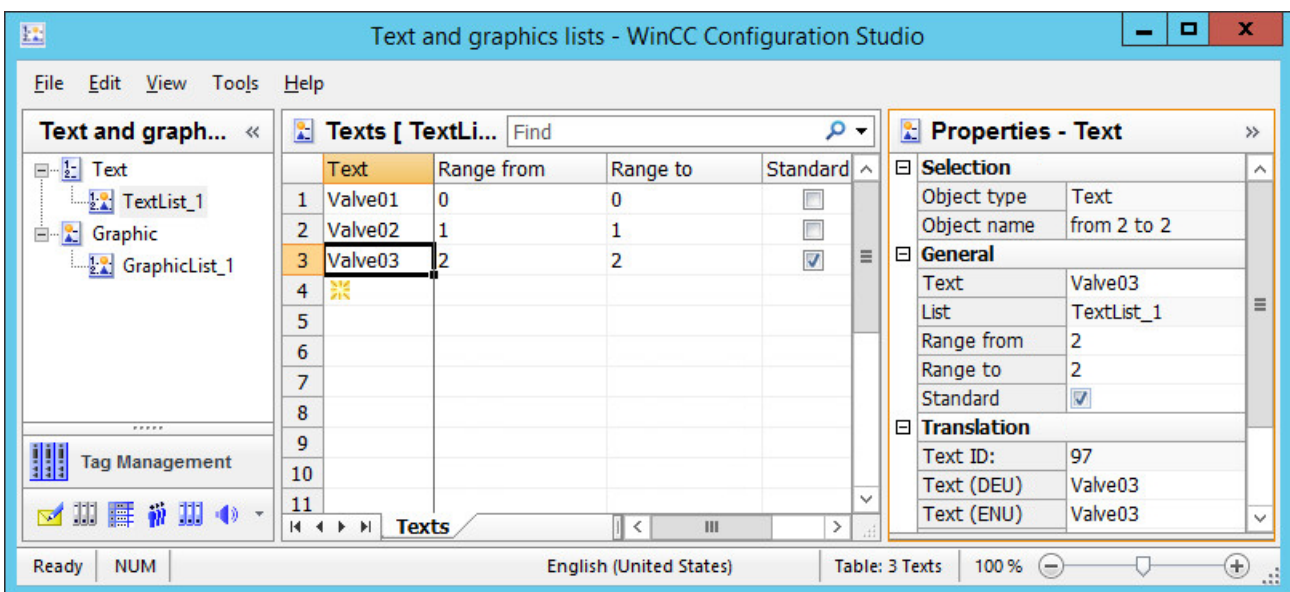 Text and graphics lists - WinCC Configuration Studio
File Edit View Tools Help
Text and graph... «
Text
TextList_1
Graphic
GraphicList_1
Tag Management
Texts [ TextLi... Find
Text Range from Range to Standard
1 Valve01 0 0
2 Valve02 1 1
3 Valve03 2 2
4
5
6
7
8
9
10
11
Texts
Properties - Text »
Selection
Object type Text
Object name from 2 to 2
General
Text Valve03
List TextList_1
Range from 2
Range to 2
Standard
Translation
Text ID: 97
Text (DEU) Valve03
Text (ENU) Valve03
Ready NUM English (United States) Table: 3 Texts 100 %